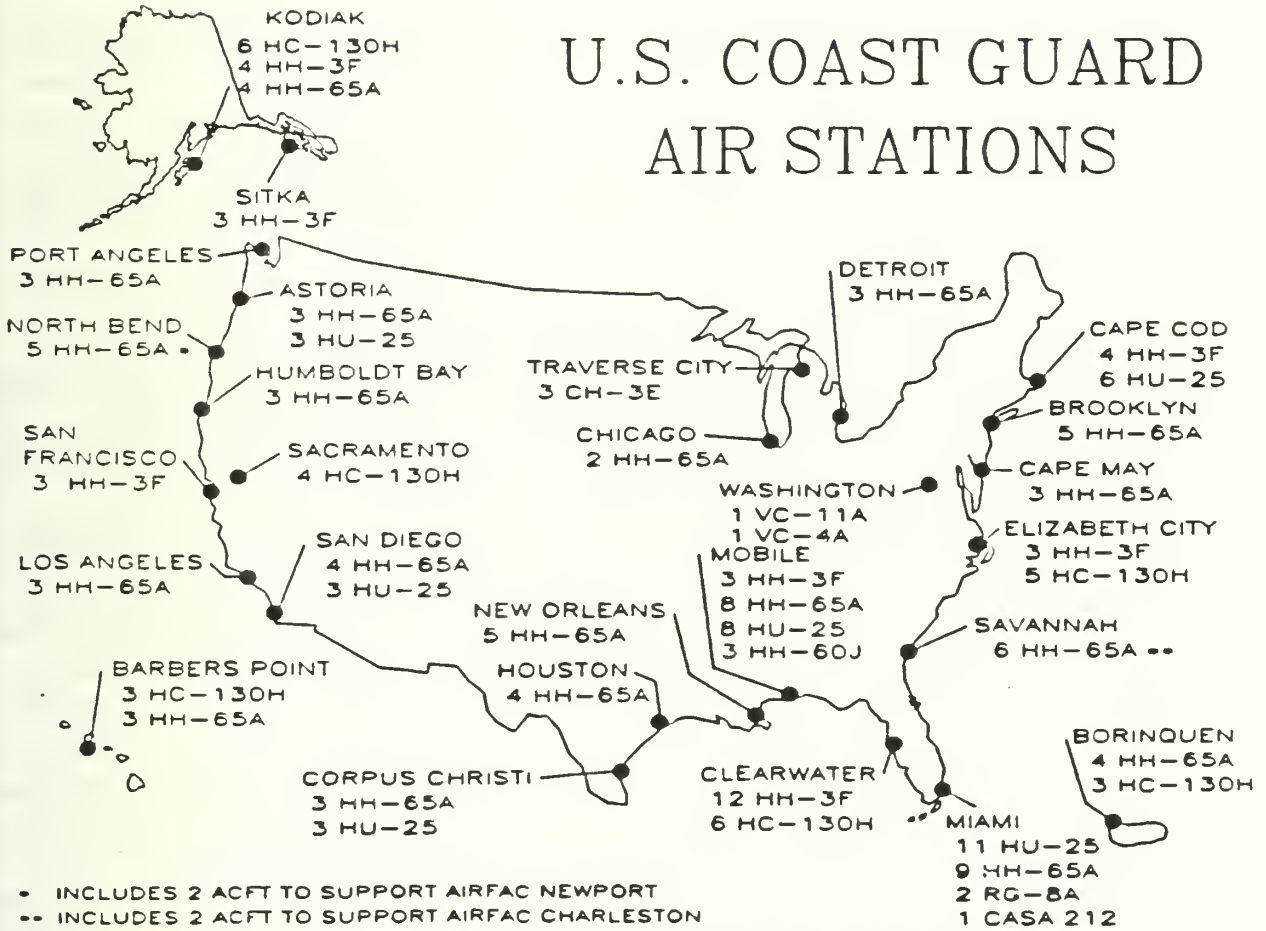 U.S. COAST GUARD
AIR STATIONS
KODIAK
6 HC-130H
4 HH-3F
4 HH-65A
SITKA
3 HH-3F
PORT ANGELES
3 HH-65A
ASTORIA
3 HH-65A
3 HU-25
NORTH BEND
5 HH-65A •
HUMBOLDT BAY
3 HH-65A
SAN
FRANCISCO
3 HH-3F
SACRAMENTO
4 HC-130H
LOS ANGELES
3 HH-65A
SAN DIEGO
4 HH-65A
3 HU-25
BARBERS POINT
3 HC-130H
3 HH-65A
DETROIT
3 HH-65A
TRAVERSE CITY
3 CH-3E
CHICAGO
2 HH-65A
CAPE COD
4 HH-3F
6 HU-25
BROOKLYN
5 HH-65A
CAPE MAY
3 HH-65A
WASHINGTON
1 VC-11A
1 VC-4A
ELIZABETH CITY
3 HH-3F
5 HC-130H
MOBILE
3 HH-3F
8 HH-65A
8 HU-25
3 HH-60J
NEW ORLEANS
5 HH-65A
HOUSTON
4 HH-65A
SAVANNAH
6 HH-65A ••
CORPUS CHRISTI
3 HH-65A
3 HU-25
CLEARWATER
12 HH-3F
6 HC-130H
BORINQUEN
4 HH-65A
3 HC-130H
MIAMI
11 HU-25
9 HH-65A
2 RG-8A
1 CASA 212
• INCLUDES 2 ACFT TO SUPPORT AIRFAC NEWPORT
•• INCLUDES 2 ACFT TO SUPPORT AIRFAC CHARLESTON